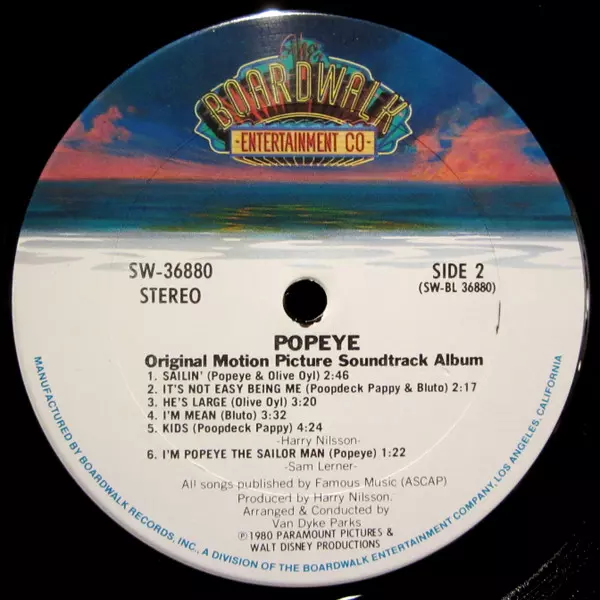 The
BOARDWALK
ENTERTAINMENT CO
SW-36880
STEREO
SIDE 2
(SW-BL 36880)
POPEYE
Original Motion Picture Soundtrack Album
1. SAILIN' (Popeye & Olive Oyl) 2:46
2. IT'S NOT EASY BEING ME (Poopdeck Pappy & Bluto) 2:17
3. HE'S LARGE (Olive Oyl) 3:20
4. I'M MEAN (Bluto) 3:32
5. KIDS (Poopdeck Pappy) 4:24
-Harry Nilsson-
6. I'M POPEYE THE SAILOR MAN (Popeye) 1:22
-Sam Lerner-
All songs published by Famous Music (ASCAP)
Produced by Harry Nilsson.
Arranged & Conducted by
Van Dyke Parks
℗1980 PARAMOUNT PICTURES &
WALT DISNEY PRODUCTIONS
MANUFACTURED BY BOARDWALK RECORDS, INC., A DIVISION OF THE BOARDWALK ENTERTAINMENT COMPANY, LOS ANGELES, CALIFORNIA